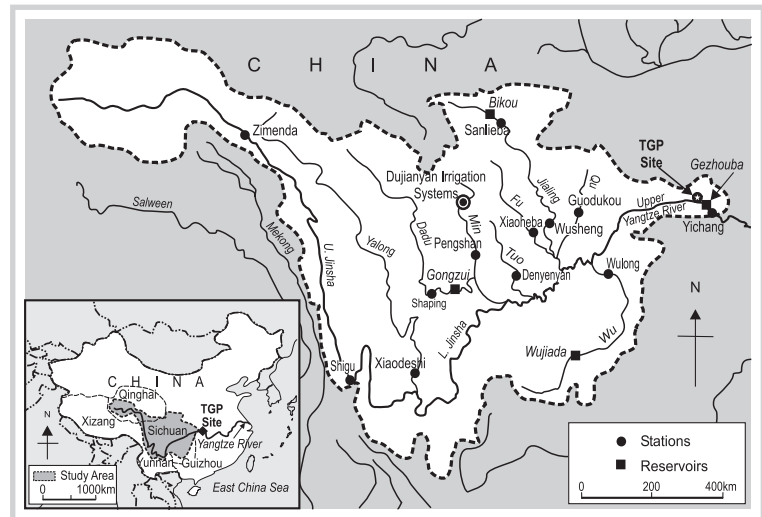 C H I N A
Bikou
Sanlieba
Zimenda
TGP
Site
Gezhouba
Dujianyan Irrigation
Systems
Salween
Mekong
U. Jinsha
Yalong
Dadu
Min
Fu
Jialing
Qu
Guodukou
Xiaoheba
Wusheng
Upper
Yangtze River
Yichang
Pengshan
Tuo
Gongzui
Denyenyan
Wulong
Shaping
L. Jinsha
Wu
Wujiada
Shigu
Xiaodeshi
N
Stations
Reservoirs
0 200 400km
C H I N A
Qinghai
Xizang
Sichuan
TGP
Site
Yangtze River
Yunnan
Guizhou
N
Study Area
0 1000km
East China Sea